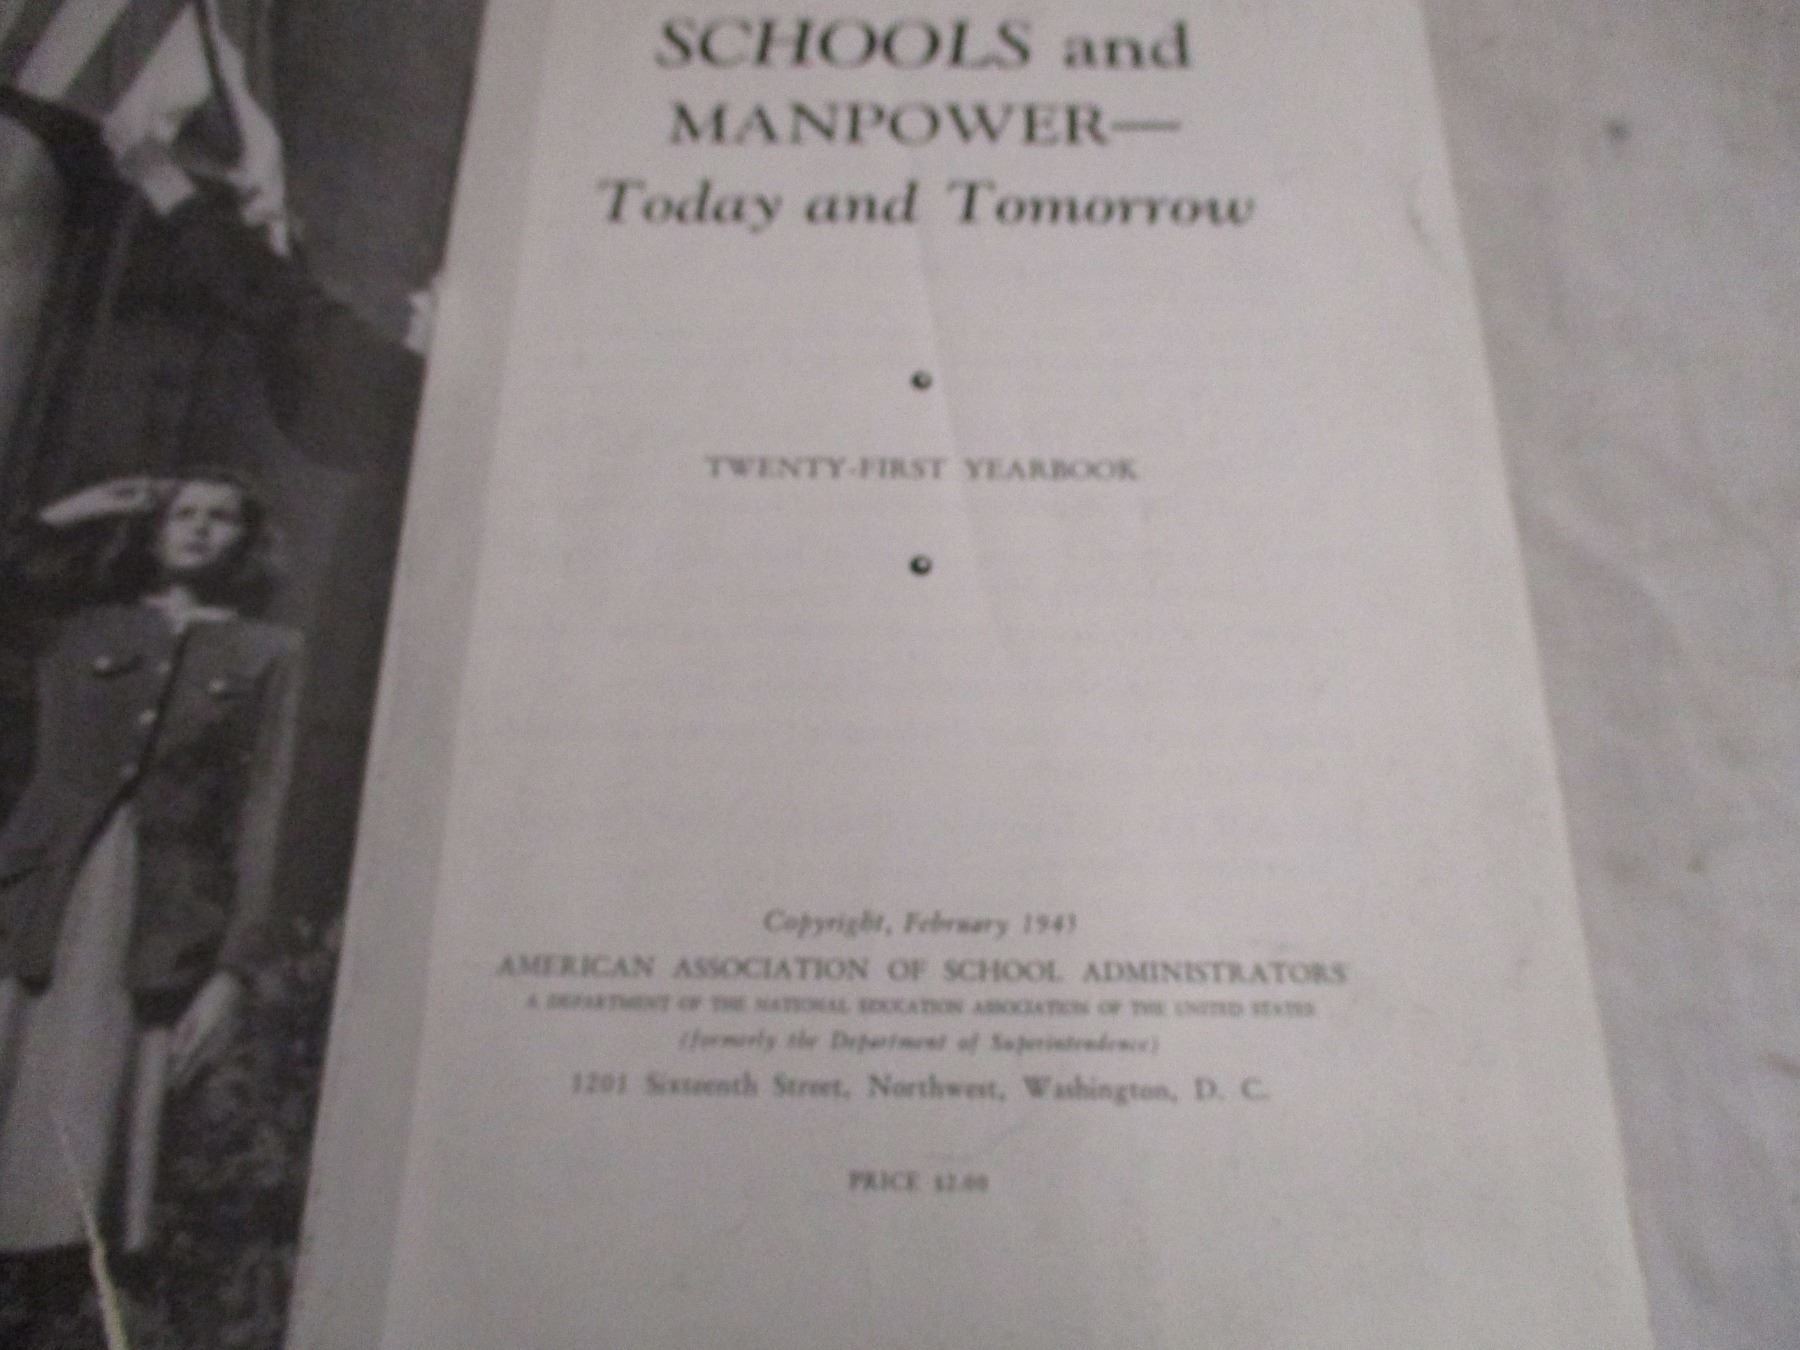 SCHOOLS and
MANPOWER—
Today and Tomorrow
TWENTY-FIRST YEARBOOK
Copyright, February 1943
AMERICAN ASSOCIATION OF SCHOOL ADMINISTRATORS
A DEPARTMENT OF THE NATIONAL EDUCATION ASSOCIATION OF THE UNITED STATES
(formerly the Department of Superintendence)
1201 Sixteenth Street, Northwest, Washington, D. C.
PRICE $2.00